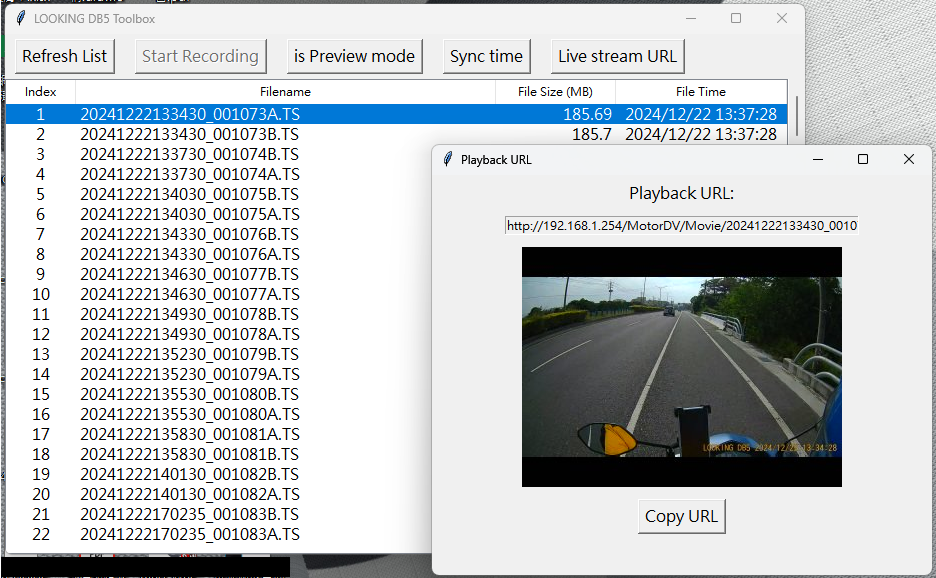 LOOKING DB5 Toolbox
Refresh List Start Recording is Preview mode Sync time Live stream URL
Index Filename File Size (MB) File Time
1 20241222133430_001073A.TS 185.69 2024/12/22 13:37:28
2 20241222133430_001073B.TS 185.7 2024/12/22 13:37:28
3 20241222133730_001074B.TS
4 20241222133730_001074A.TS
5 20241222134030_001075B.TS
6 20241222134030_001075A.TS
7 20241222134330_001076B.TS
8 20241222134330_001076A.TS
9 20241222134630_001077B.TS
10 20241222134630_001077A.TS
11 20241222134930_001078B.TS
12 20241222134930_001078A.TS
13 20241222135230_001079B.TS
14 20241222135230_001079A.TS
15 20241222135530_001080B.TS
16 20241222135530_001080A.TS
17 20241222135830_001081A.TS
18 20241222135830_001081B.TS
19 20241222140130_001082B.TS
20 20241222140130_001082A.TS
21 20241222170235_001083B.TS
22 20241222170235_001083A.TS
Playback URL
Playback URL:
http://192.168.1.254/MotorDV/Movie/20241222133430_0010
LOOKING DB5 2024/12/22 13:34:28
Copy URL